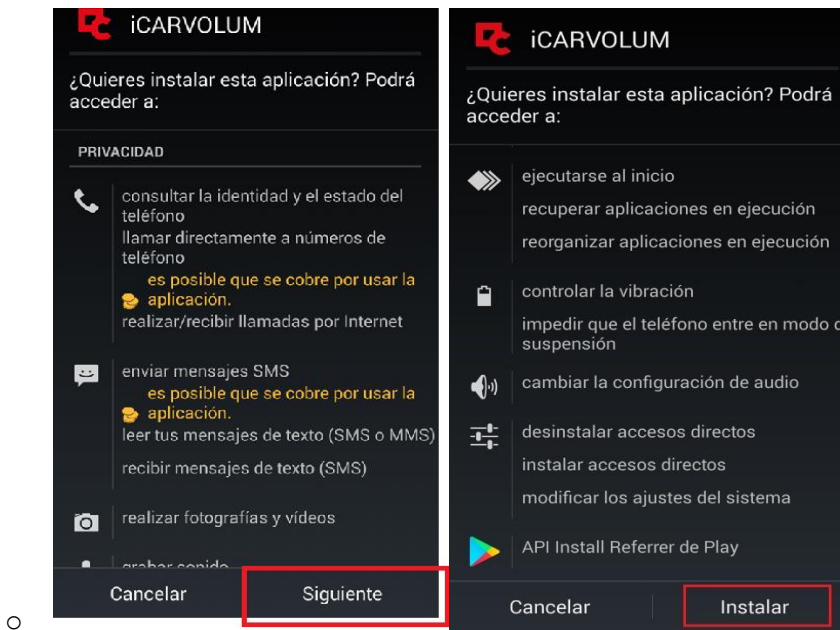 iCARVOLUM
¿Quieres instalar esta aplicación? Podrá
acceder a:
PRIVACIDAD
consultar la identidad y el estado del
teléfono
llamar directamente a números de
teléfono
es posible que se cobre por usar la
aplicación.
realizar/recibir llamadas por Internet
enviar mensajes SMS
es posible que se cobre por usar la
aplicación.
leer tus mensajes de texto (SMS o MMS)
recibir mensajes de texto (SMS)
realizar fotografías y vídeos
grabar sonido
Cancelar
Siguiente
iCARVOLUM
¿Quieres instalar esta aplicación? Podrá
acceder a:
ejecutarse al inicio
recuperar aplicaciones en ejecución
reorganizar aplicaciones en ejecución
controlar la vibración
impedir que el teléfono entre en modo
suspensión
cambiar la configuración de audio
desinstalar accesos directos
instalar accesos directos
modificar los ajustes del sistema
API Install Referrer de Play
Cancelar
Instalar